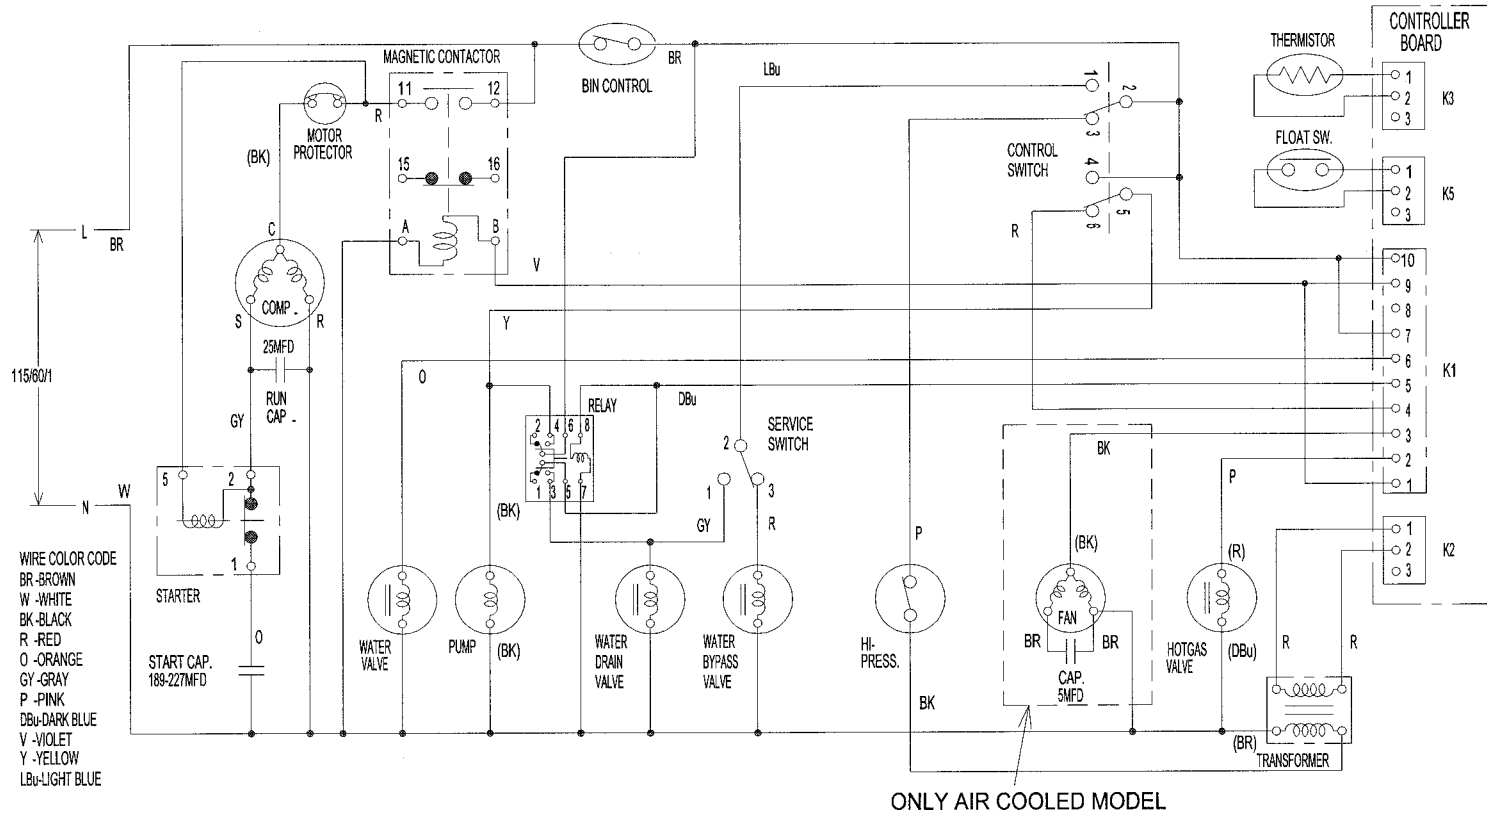 CONTROLLER
BOARD
THERMISTOR
1
2
3
K3
FLOAT SW.
1
2
3
K5
MAGNETIC CONTACTOR
11
12
15
16
A
B
BIN CONTROL
BR
LBu
MOTOR
PROTECTOR
R
(BK)
CONTROL
SWITCH
1
2
3
4
5
6
R
L
BR
C
COMP.
S
R
V
Y
O
25MFD
RUN
CAP.
GY
115/60/1
10
9
8
7
6
5
4
3
2
1
K1
RELAY
2 4 6 8
1 3 5 7
DBu
(BK)
SERVICE
SWITCH
2
1
3
GY
R
BK
P
P
N
W
5
2
1
STARTER
O
START CAP.
189-227MFD
WIRE COLOR CODE
BR -BROWN
W -WHITE
BK -BLACK
R -RED
O -ORANGE
GY -GRAY
P -PINK
DBu-DARK BLUE
V -VIOLET
Y -YELLOW
LBu-LIGHT BLUE
WATER
VALVE
PUMP
(BK)
WATER
DRAIN
VALVE
WATER
BYPASS
VALVE
HI-
PRESS.
BK
(BK)
FAN
BR
BR
CAP.
5MFD
(R)
HOTGAS
VALVE
(DBu)
1
2
3
K2
R
R
(BR)
TRANSFORMER
ONLY AIR COOLED MODEL